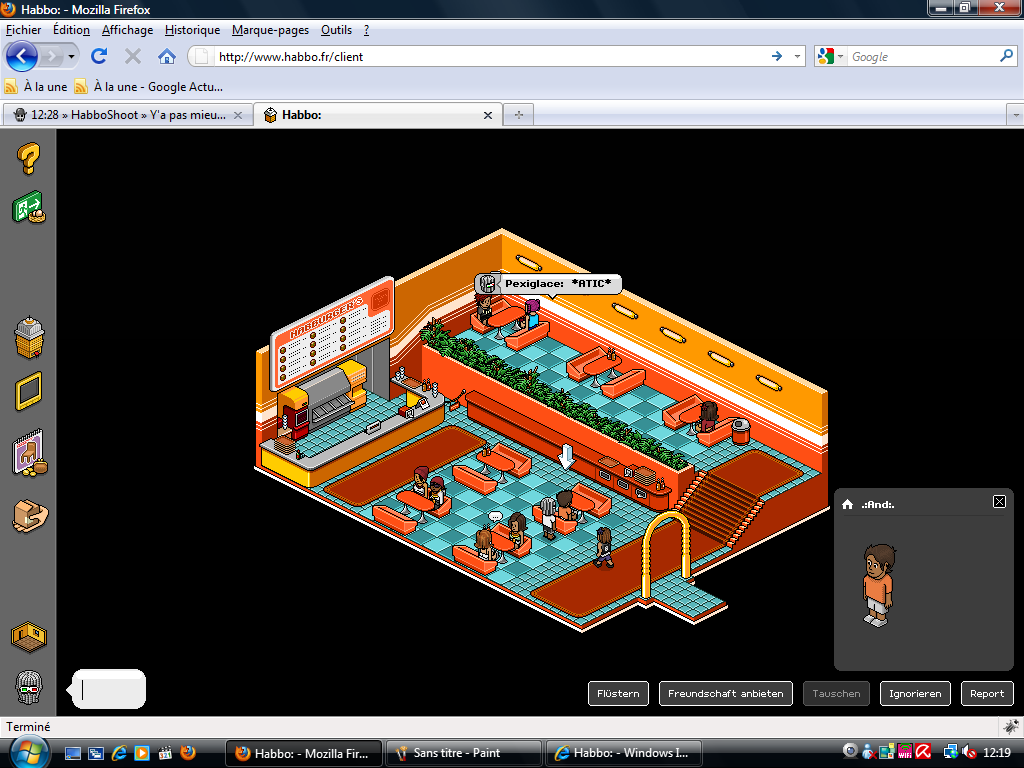 Habbo: - Mozilla Firefox
Fichier Édition Affichage Historique Marque-pages Outils ?
http://www.habbo.fr/client
Google
À la une À la une - Google Actu...
12:28 » HabboShoot » Y'a pas mieu... Habbo:
Pexiglace: *ATIC*
HABBURGER'S
.:And:.
Flüstern Freundschaft anbieten Tauschen Ignorieren Report
Terminé
Habbo: - Mozilla Fir... Sans titre - Paint Habbo: - Windows I... 12:19